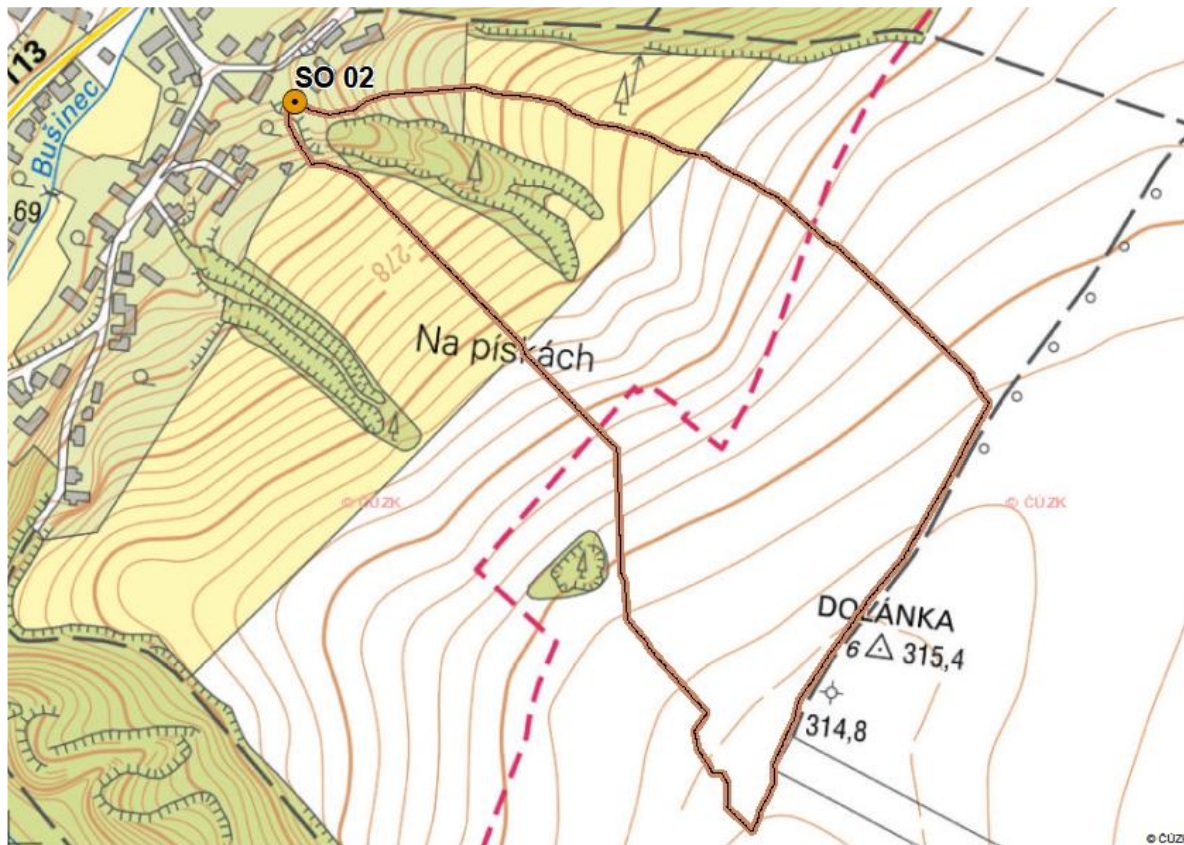 113
SO 02
Bušinec
69
278
Na pískách
© ČÚZK
© ČÚZK
DOLÁNKA
6 315,4
314,8
© ČÚZK